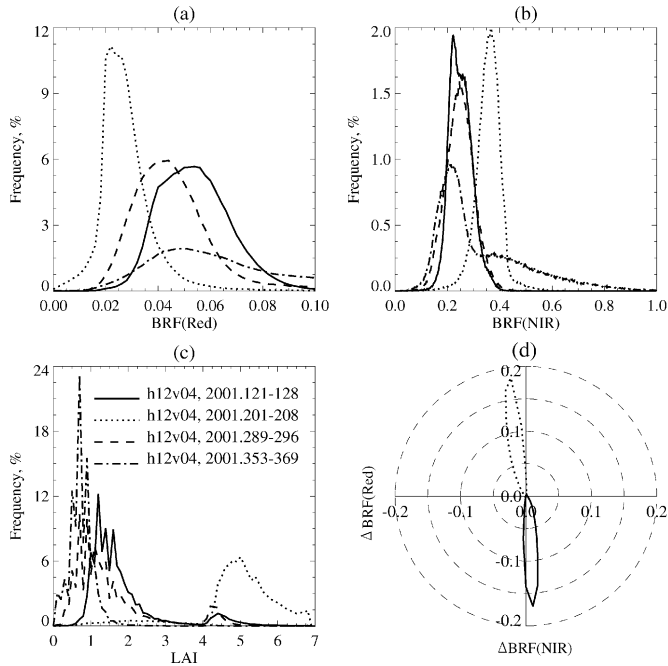 (a)
12
9
6
3
0
Frequency, %
0.00
0.02
0.04
0.06
0.08
0.10
BRF(Red)
(b)
2.0
1.5
1.0
0.5
0.0
Frequency, %
0.0
0.2
0.4
0.6
0.8
1.0
BRF(NIR)
(c)
24
18
12
6
0
Frequency, %
h12v04, 2001.121-128
h12v04, 2001.201-208
h12v04, 2001.289-296
h12v04, 2001.353-369
0
1
2
3
4
5
6
7
LAI
(d)
0.2
0.1
0.0
-0.1
-0.2
Δ BRF(Red)
-0.2
-0.1
0.0
0.1
0.2
ΔBRF(NIR)